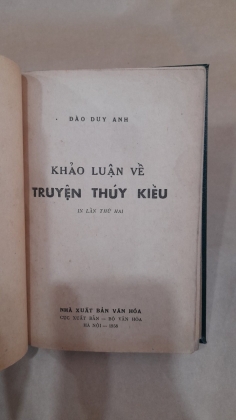 ĐÀO DUY ANH
KHẢO LUẬN VỀ
TRUYỆN THÚY KIỀU
IN LẦN THỨ HAI
NHÀ XUẤT BẢN VĂN HÓA
CỤC XUẤT BẢN — BỘ VĂN HÓA
HÀ NỘI — 1958